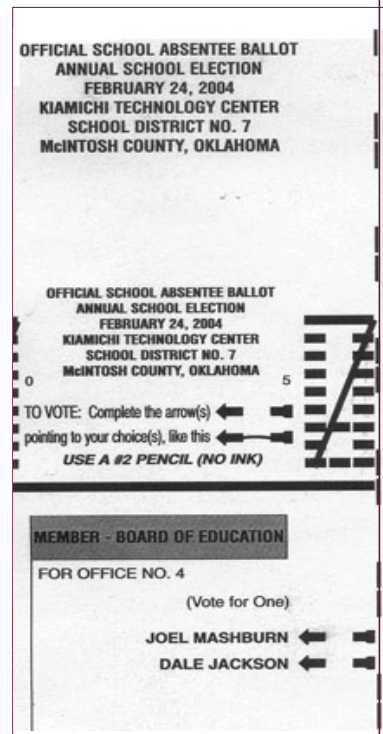 OFFICIAL SCHOOL ABSENTEE BALLOT
ANNUAL SCHOOL ELECTION
FEBRUARY 24, 2004
KIAMICHI TECHNOLOGY CENTER
SCHOOL DISTRICT NO. 7
McINTOSH COUNTY, OKLAHOMA
OFFICIAL SCHOOL ABSENTEE BALLOT
ANNUAL SCHOOL ELECTION
FEBRUARY 24, 2004
KIAMICHI TECHNOLOGY CENTER
SCHOOL DISTRICT NO. 7
McINTOSH COUNTY, OKLAHOMA
0 5
TO VOTE: Complete the arrow(s)
pointing to your choice(s), like this
USE A #2 PENCIL (NO INK)
MEMBER - BOARD OF EDUCATION
FOR OFFICE NO. 4
(Vote for One)
JOEL MASHBURN
DALE JACKSON